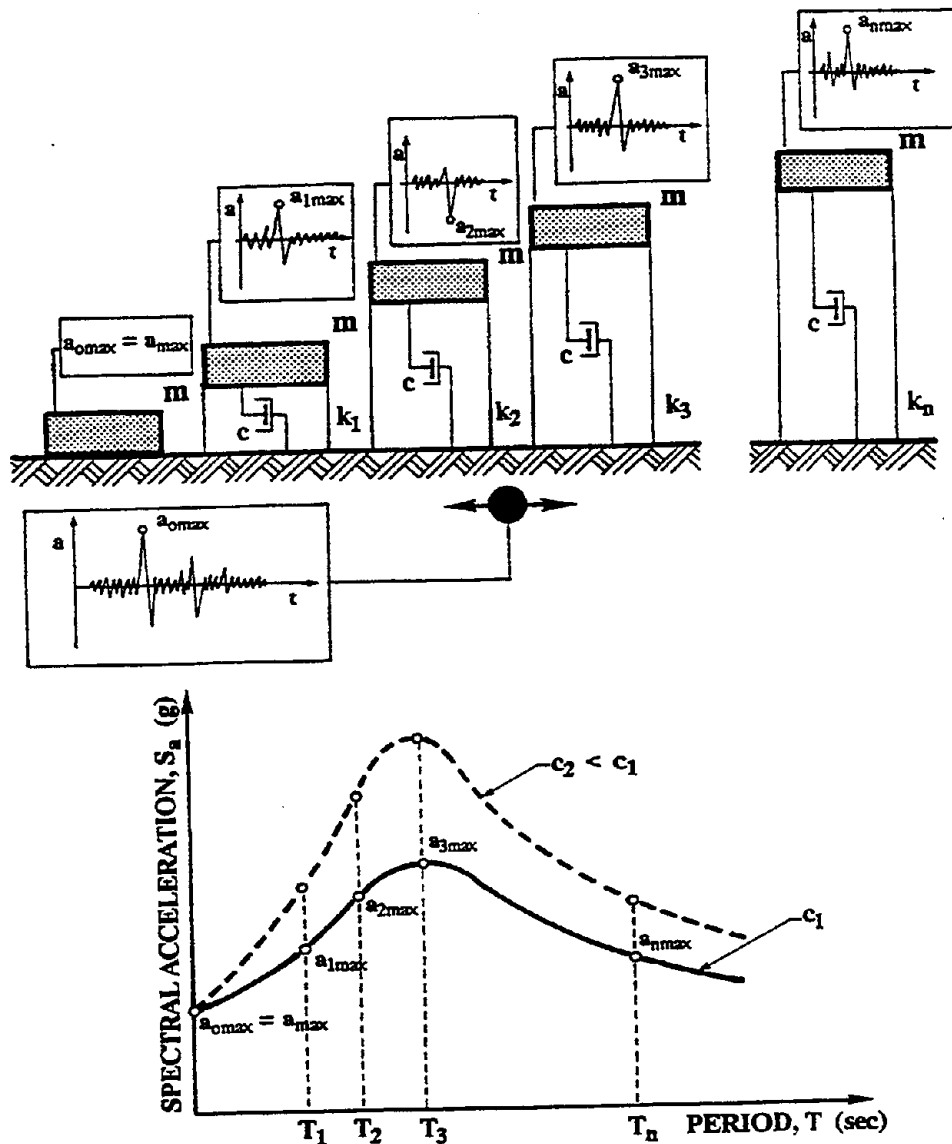 a
a_nmax
t
m
a
a_3max
t
m
a
a_2max
t
m
a
a_1max
t
m
a_omax = a_max
m
c
k_1
c
k_2
c
k_3
c
k_n
a
a_omax
t
SPECTRAL ACCELERATION, S_a (g)
c_2 < c_1
a_3max
a_2max
a_1max
a_nmax
c_1
a_omax = a_max
T_1
T_2
T_3
T_n
PERIOD, T (sec)